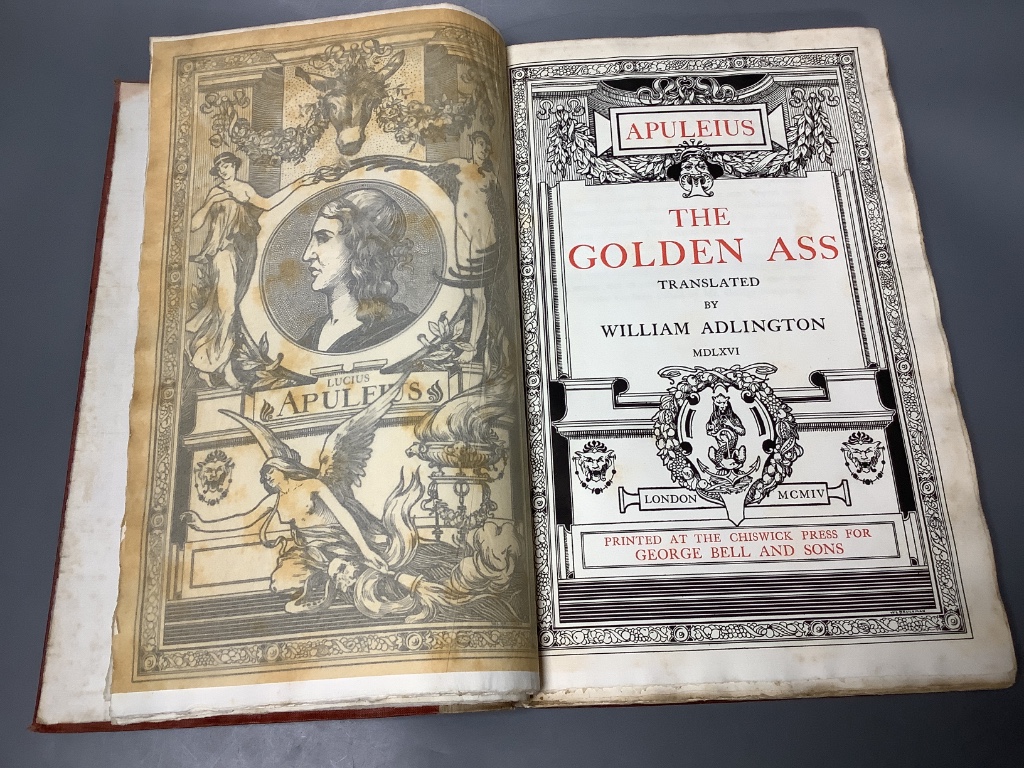 LUCIUS
APULEIUS
APULEIUS
THE
GOLDEN ASS
TRANSLATED
BY
WILLIAM ADLINGTON
MDLXVI
LONDON MCMIV
PRINTED AT THE CHISWICK PRESS FOR
GEORGE BELL AND SONS